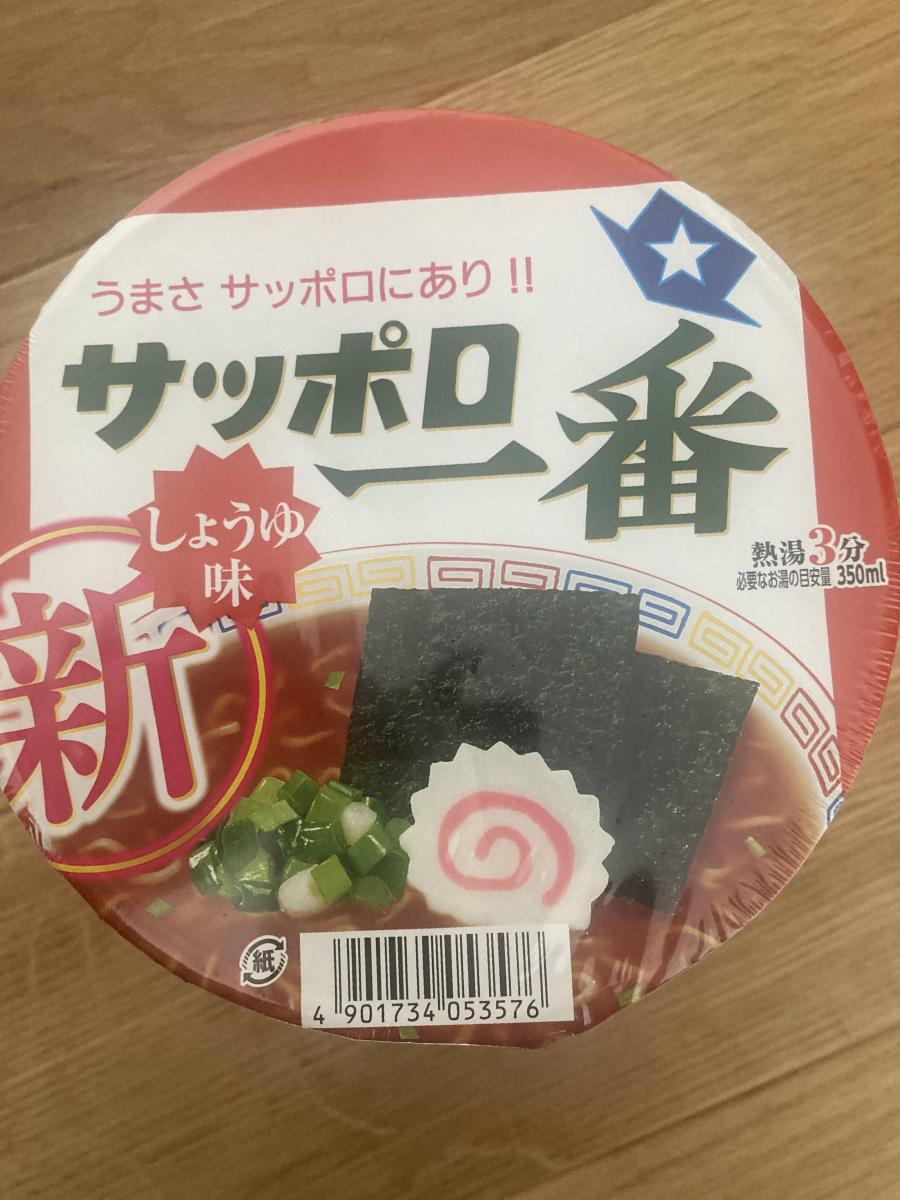 うまさ サッポロにあり!!
サッポロ
一番
しょうゆ
味
新
熱湯3分
必要なお湯の目安量 350ml
紙
4 901734 053576